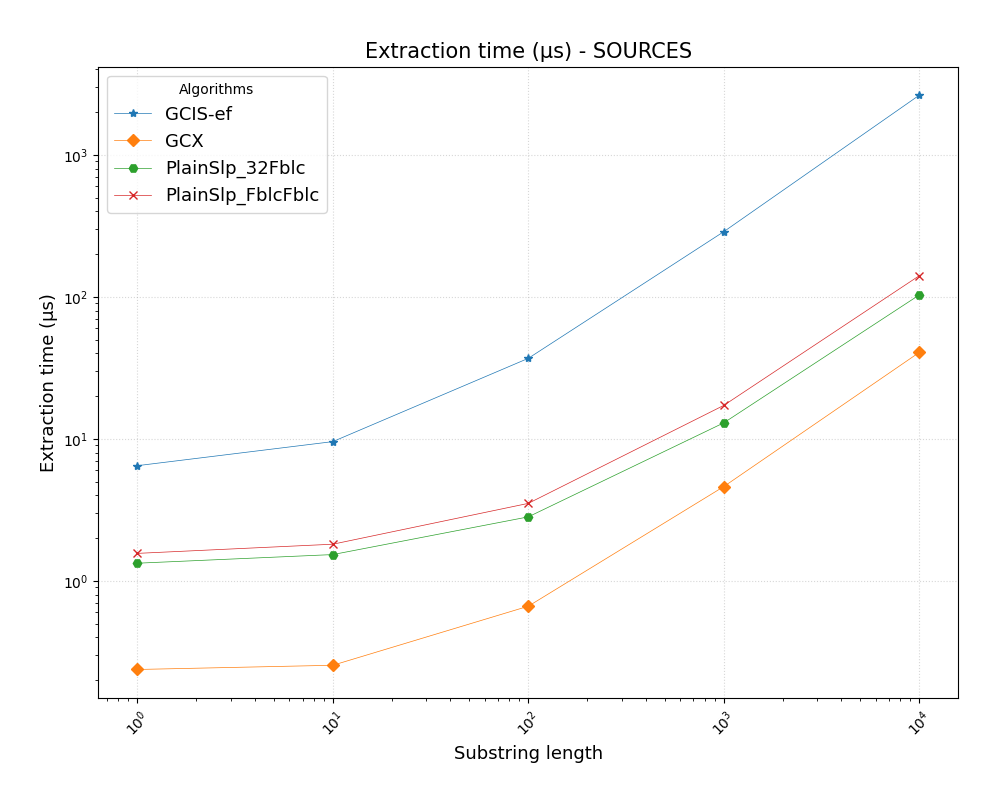 Extraction time (µs) - SOURCES
Algorithms
GCIS-ef
GCX
PlainSlp_32Fblc
PlainSlp_FblcFblc
Extraction time (µs)
10³
10²
10¹
10⁰
10⁰ 10¹ 10² 10³ 10⁴
Substring length